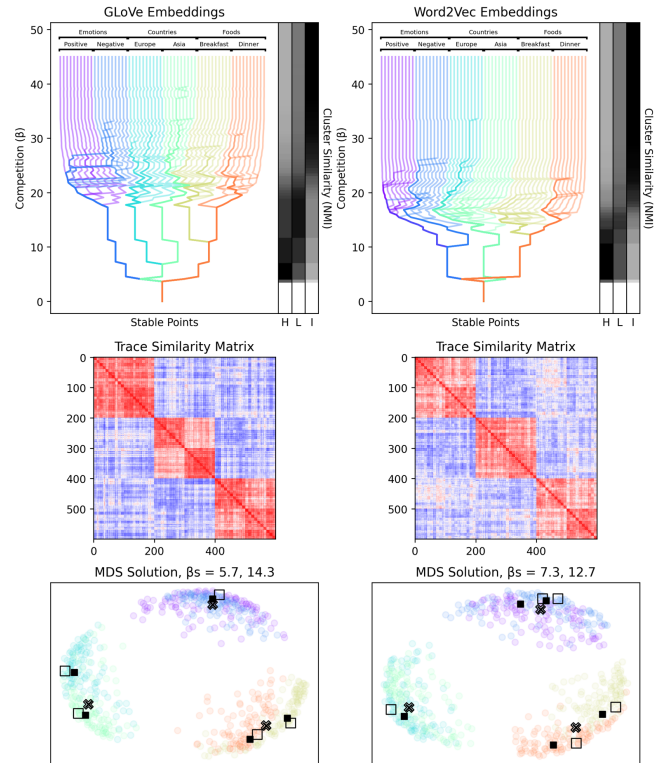 GLoVe Embeddings
Emotions Countries Foods
Positive Negative Europe Asia Breakfast Dinner
50
40
30
20
10
0
Competition (β)
Cluster Similarity (NMI)
Stable Points
H L I
Word2Vec Embeddings
Emotions Countries Foods
Positive Negative Europe Asia Breakfast Dinner
50
40
30
20
10
0
Competition (β)
Cluster Similarity (NMI)
Stable Points
H L I
Trace Similarity Matrix
0
100
200
300
400
500
0 200 400
Trace Similarity Matrix
0
100
200
300
400
500
0 200 400
MDS Solution, βs = 5.7, 14.3
MDS Solution, βs = 7.3, 12.7